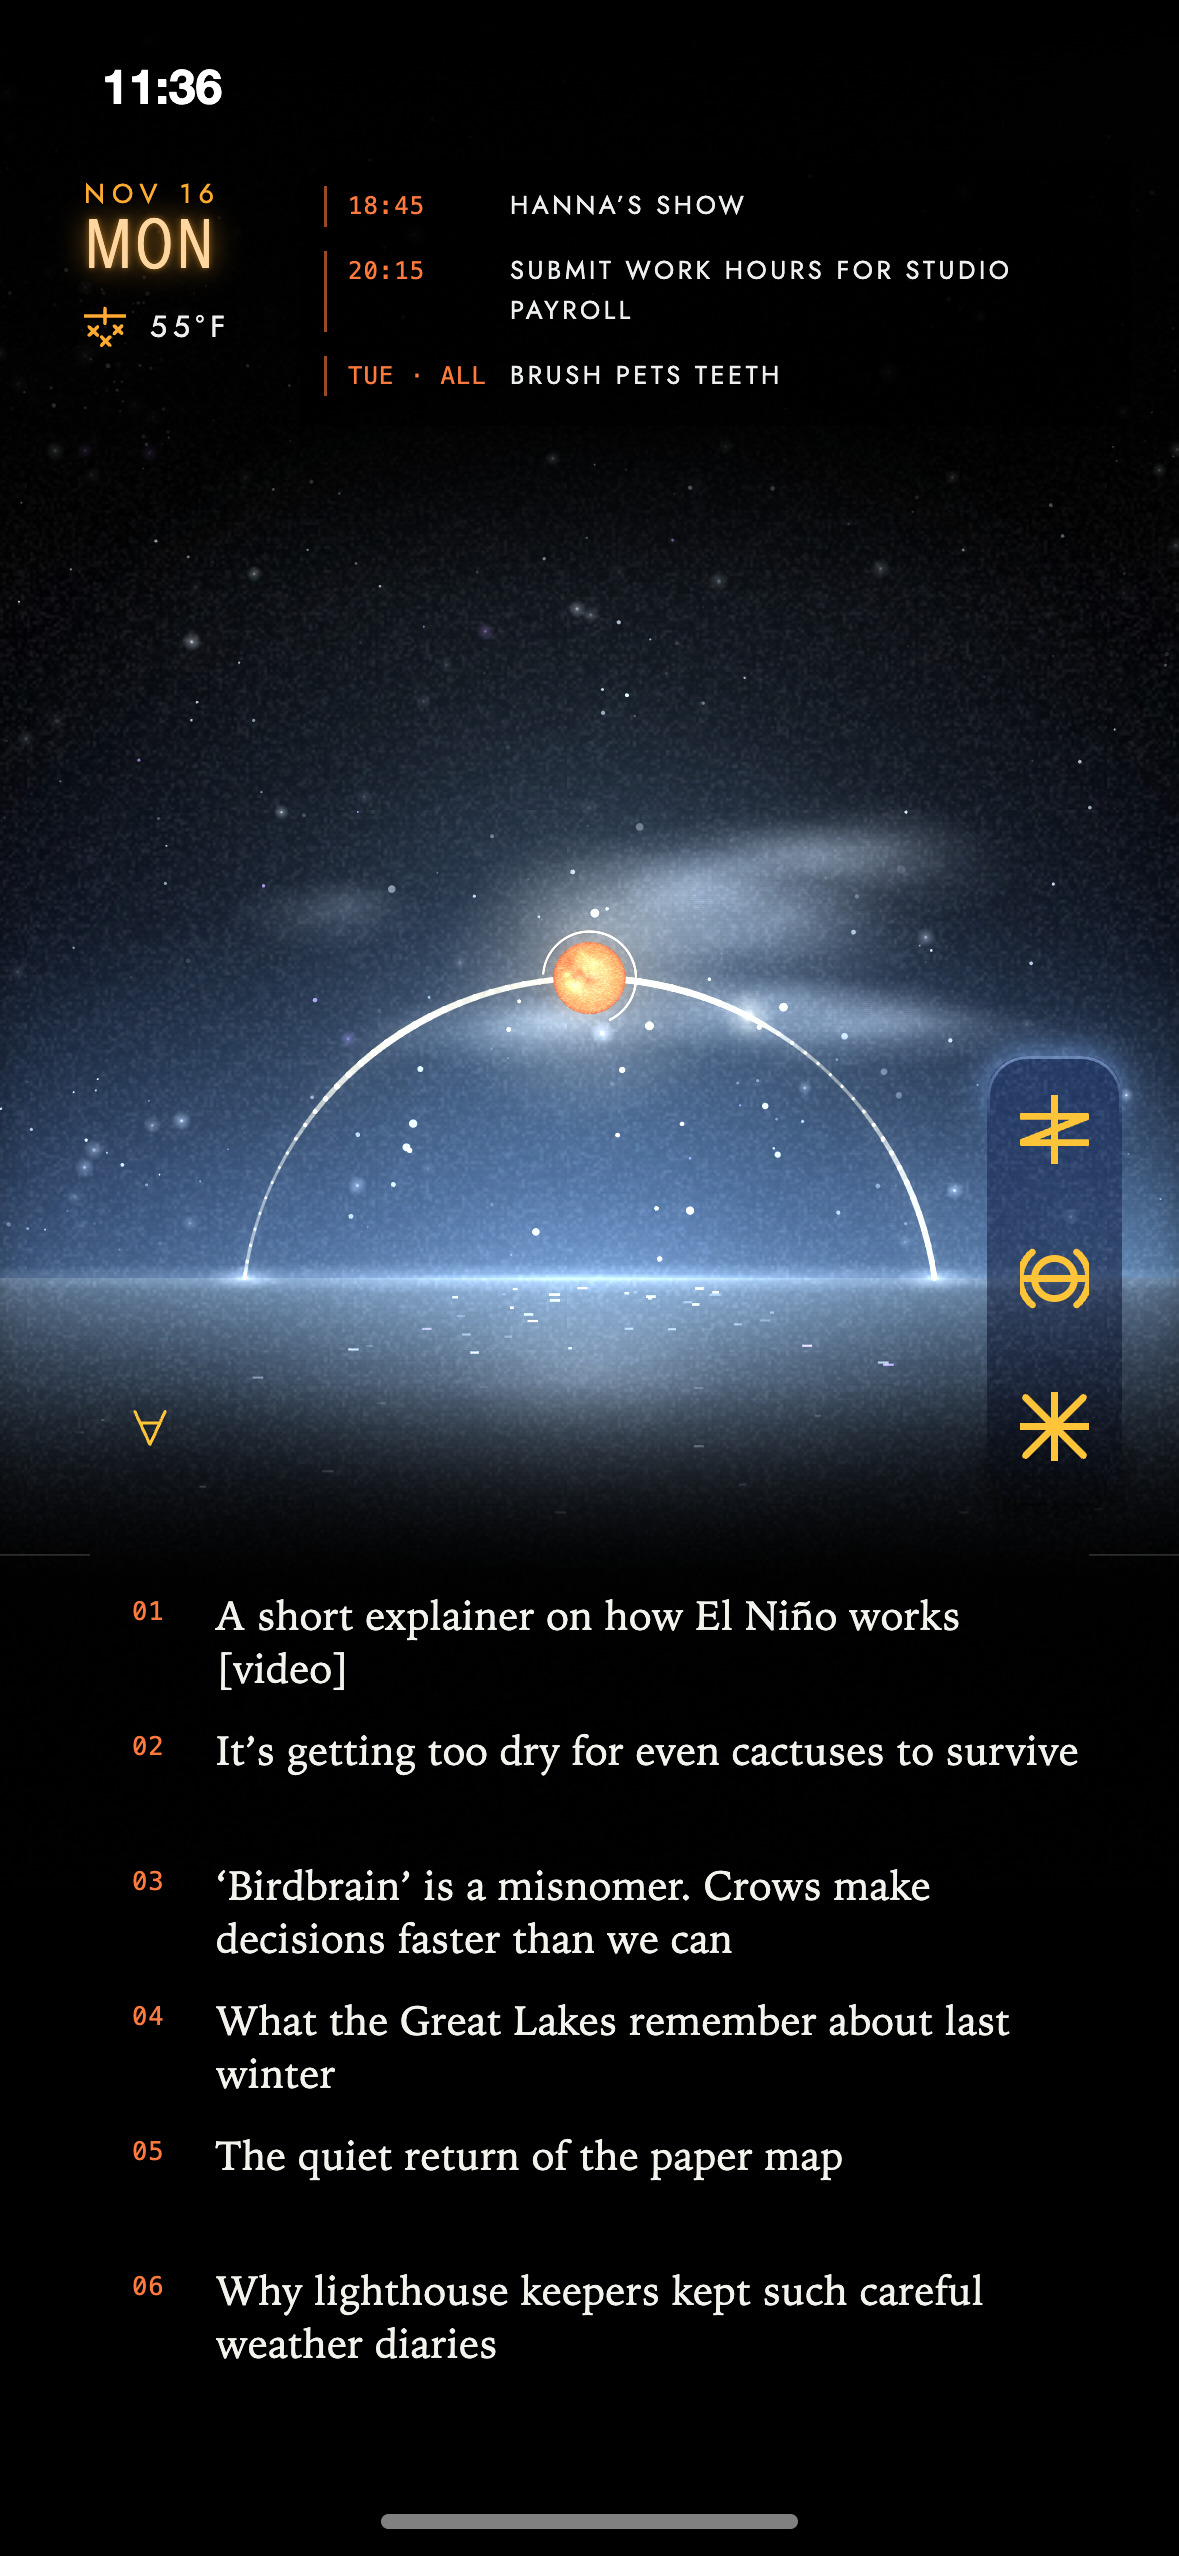 11:36
NOV 16
MON
55°F
18:45 HANNA’S SHOW
20:15 SUBMIT WORK HOURS FOR STUDIO
PAYROLL
TUE · ALL BRUSH PETS TEETH
∀
01 A short explainer on how El Niño works
[video]
02 It’s getting too dry for even cactuses to survive
03 ‘Birdbrain’ is a misnomer. Crows make
decisions faster than we can
04 What the Great Lakes remember about last
winter
05 The quiet return of the paper map
06 Why lighthouse keepers kept such careful
weather diaries